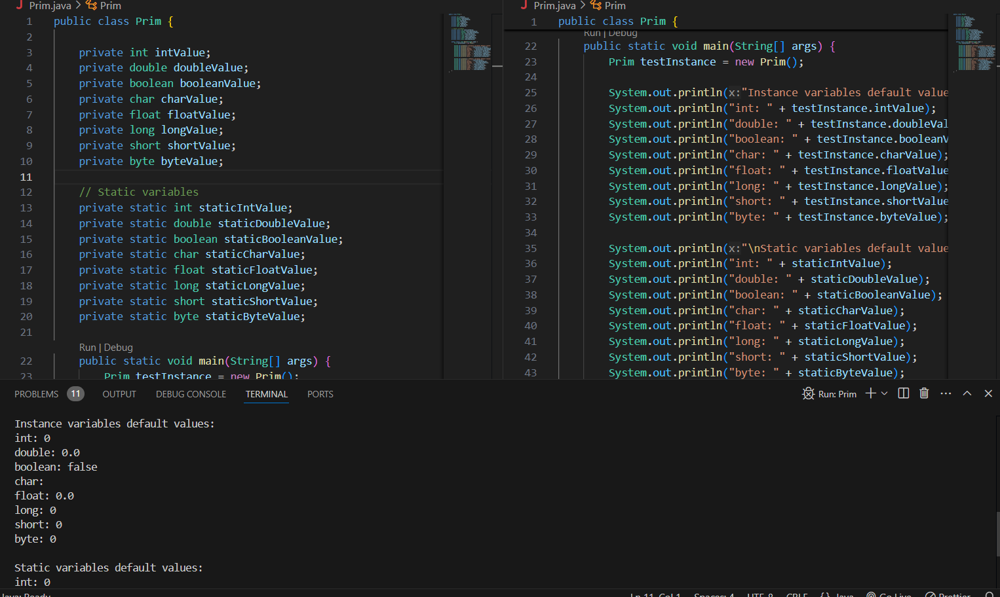 Prim.java > Prim
1 public class Prim {
2
3 private int intValue;
4 private double doubleValue;
5 private boolean booleanValue;
6 private char charValue;
7 private float floatValue;
8 private long longValue;
9 private short shortValue;
10 private byte byteValue;
11
12 // Static variables
13 private static int staticIntValue;
14 private static double staticDoubleValue;
15 private static boolean staticBooleanValue;
16 private static char staticCharValue;
17 private static float staticFloatValue;
18 private static long staticLongValue;
19 private static short staticShortValue;
20 private static byte staticByteValue;
21
Run | Debug
22 public static void main(String[] args) {
23 Prim testInstance = new Prim();
Prim.java > Prim
1 public class Prim {
Run | Debug
22 public static void main(String[] args) {
23 Prim testInstance = new Prim();
24
25 System.out.println(x:"Instance variables default value
26 System.out.println("int: " + testInstance.intValue);
27 System.out.println("double: " + testInstance.doubleVal
28 System.out.println("boolean: " + testInstance.booleanV
29 System.out.println("char: " + testInstance.charValue);
30 System.out.println("float: " + testInstance.floatValue
31 System.out.println("long: " + testInstance.longValue);
32 System.out.println("short: " + testInstance.shortValue
33 System.out.println("byte: " + testInstance.byteValue);
34
35 System.out.println(x:"\nStatic variables default value
36 System.out.println("int: " + staticIntValue);
37 System.out.println("double: " + staticDoubleValue);
38 System.out.println("boolean: " + staticBooleanValue);
39 System.out.println("char: " + staticCharValue);
40 System.out.println("float: " + staticFloatValue);
41 System.out.println("long: " + staticLongValue);
42 System.out.println("short: " + staticShortValue);
43 System.out.println("byte: " + staticByteValue);
PROBLEMS 11 OUTPUT DEBUG CONSOLE TERMINAL PORTS Run: Prim
Instance variables default values:
int: 0
double: 0.0
boolean: false
char:
float: 0.0
long: 0
short: 0
byte: 0
Static variables default values:
int: 0
Java: Ready Ln 11, Col 1 Spaces: 4 UTF-8 CRLF {} Java Go Live Prettier